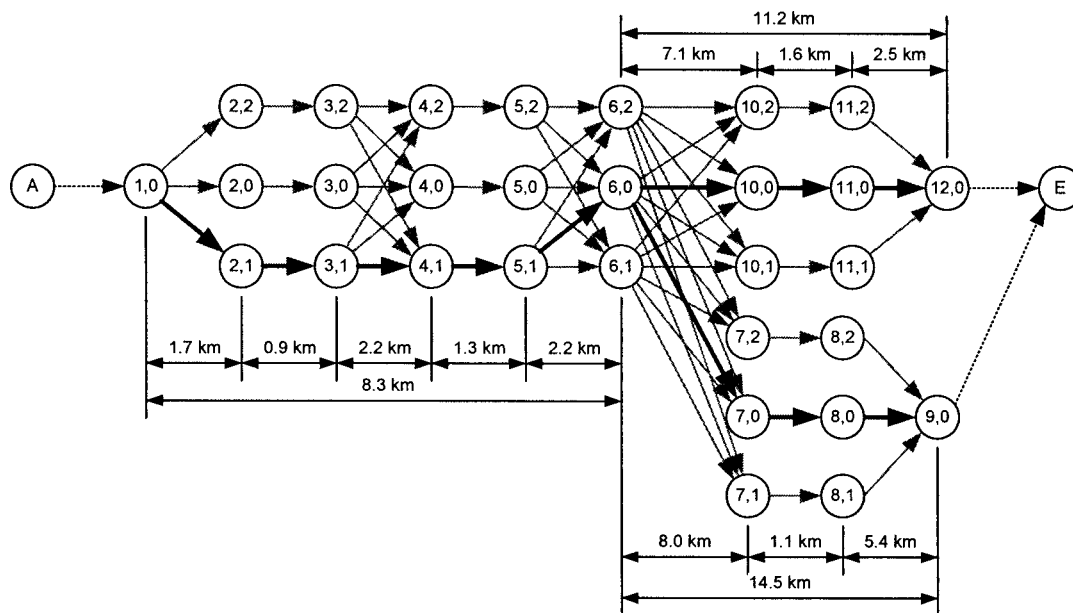 11.2 km
7.1 km 1.6 km 2.5 km
2,2 3,2 4,2 5,2 6,2 10,2 11,2
A 1,0 2,0 3,0 4,0 5,0 6,0 10,0 11,0 12,0 E
2,1 3,1 4,1 5,1 6,1 10,1 11,1
7,2 8,2
1.7 km 0.9 km 2.2 km 1.3 km 2.2 km
8.3 km
7,0 8,0 9,0
7,1 8,1
8.0 km 1.1 km 5.4 km
14.5 km